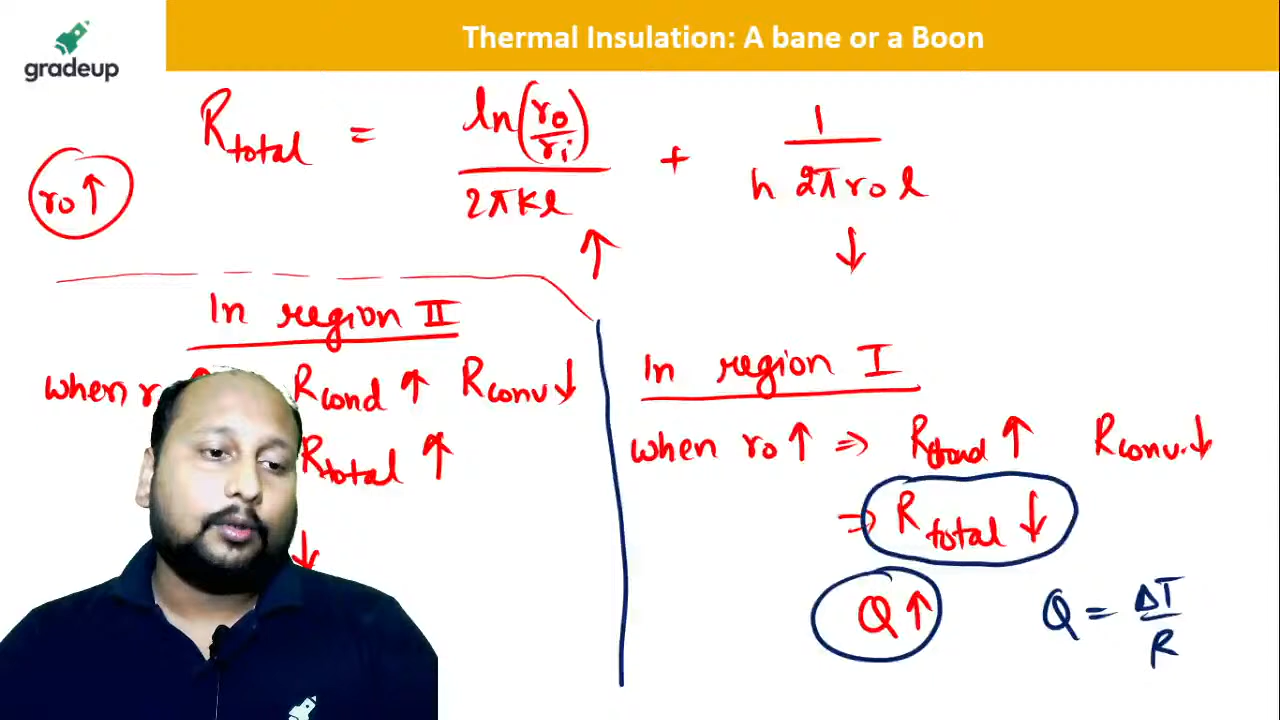 Thermal Insulation: A bane or a Boon
gradeup
R_total = ln(r_o/r_i)/2πkl + 1/h 2π r_o l
r_o ↑
↑ ↓
In region II
when r R_cond ↑ R_conv ↓
R_total ↑
↓
In region I
when r_o ↑ ⇒ R_cond ↑ R_conv. ↓
⇒ R_total ↓
Q ↑ Q = ΔT/R